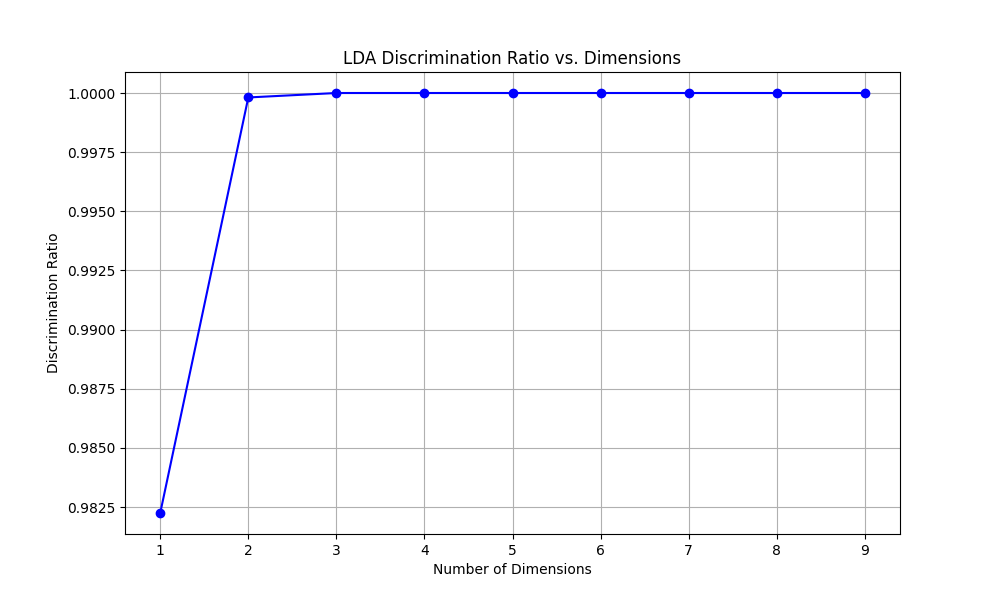 LDA Discrimination Ratio vs. Dimensions
1.0000
0.9975
0.9950
0.9925
0.9900
0.9875
0.9850
0.9825
Discrimination Ratio
1 2 3 4 5 6 7 8 9
Number of Dimensions